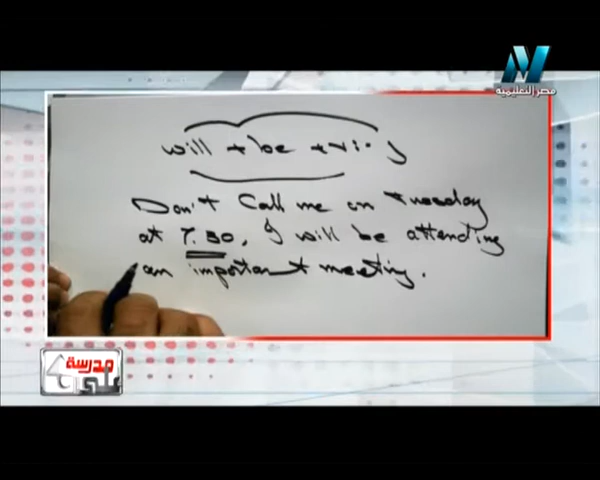 مصر التعليمية
will + be + v. ing
Don't Call me on Tuesday
at 7.30, I will be attending
an important meeting.
مدرسة
على